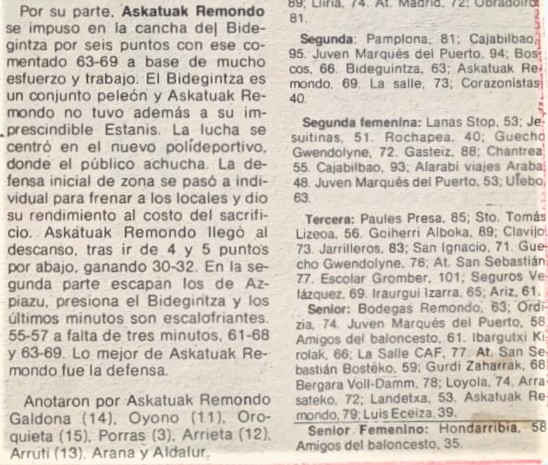 Por su parte, Askatuak Remondo
se impuso en la cancha del Bide-
gintza por seis puntos con ese co-
mentado 63-69 a base de mucho
esfuerzo y trabajo. El Bidegintza es
un conjunto peleón y Askatuak Re-
mondo no tuvo además a su im-
prescindible Estanis. La lucha se
centró en el nuevo polideportivo,
donde el público achucha. La de-
fensa inicial de zona se pasó a indi-
vidual para frenar a los locales y dio
su rendimiento al costo del sacrifi-
cio. Askatuak Remondo llegó al
descanso, tras ir de 4 y 5 puntos
por abajo, ganando 30-32. En la se-
gunda parte escapan los de Az-
piazu, presiona el Bidegintza y los
últimos minutos son escalofriantes.
55-57 a falta de tres minutos, 61-68
y 63-69. Lo mejor de Askatuak Re-
mondo fue la defensa.
Anotaron por Askatuak Remondo
Galdona (14), Oyono (11), Oro-
quieta (15), Porras (3), Arrieta (12),
Arruti (13), Arana y Aldalur.
89; Lliria, 74. At. Madrid, 72; Obradoiro
81.
Segunda: Pamplona, 81; Cajabilbao,
95. Juven Marqués del Puerto, 94; Bos-
cos, 66. Bideguintza, 63; Askatuak Re-
mondo, 69. La salle, 73; Corazonistas
40.
Segunda femenina: Lanas Stop, 53; Je-
suitinas, 51. Rochapea, 40; Guecho
Gwendolyne, 72. Gasteiz, 88; Chantrea
55. Cajabilbao, 93; Alarabi viajes Araba
48. Juven Marqués del Puerto, 53; Utebo,
63.
Tercera: Paules Presa, 85; Sto. Tomás
Lizeoa, 56. Goiherri Alboka, 89; Clavijo
73. Jarrilleros, 83; San Ignacio, 71. Gue-
cho Gwendolyne, 76; At. San Sebastián
77. Escolar Gromber, 101; Seguros Ve-
lázquez, 69. Iraurgui Izarra, 65; Ariz, 61.
Senior: Bodegas Remondo, 63; Ordi-
zia, 74. Juven Marqués del Puerto, 58
Amigos del baloncesto, 61. Ibargutxi Ki-
rolak, 66; La Salle CAF, 77. At. San Se-
bastián Bosteko, 59; Gurdi Zaharrak, 68
Bergara Voll-Damm, 78; Loyola, 74. Arra-
sateko, 72; Landetxa, 53. Askatuak Re-
mondo, 79; Luis Eceiza, 39.
Senior Femenino: Hondarribia, 58
Amigos del baloncesto, 35.